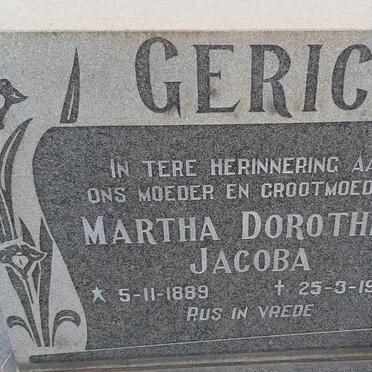 GERIC
IN TERE HERINNERING AA
ONS MOEDER EN GROOTMOED
MARTHA DOROTH
JACOBA
* 5-11-1889 † 25-3-19
RUS IN VREDE